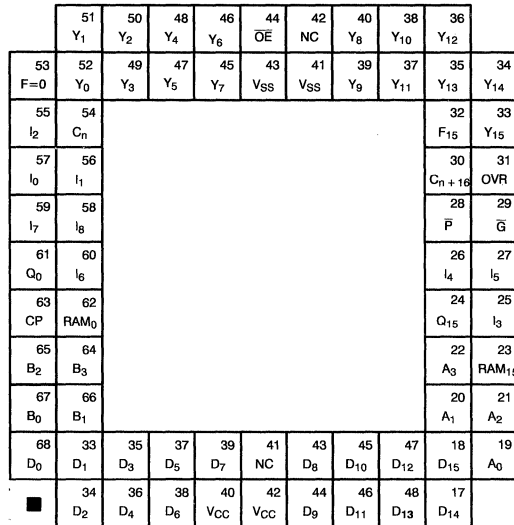 51 50 48 46 44 42 40 38 36
Y₁ Y₂ Y₄ Y₆ O̅E̅ NC Y₈ Y₁₀ Y₁₂
53 52 49 47 45 43 41 39 37 35 34
F=0 Y₀ Y₃ Y₅ Y₇ VSS VSS Y₉ Y₁₁ Y₁₃ Y₁₄
55 54 32 33
I₂ Cn F₁₅ Y₁₅
57 56 30 31
I₀ I₁ Cn + 16 OVR
59 58 28 29
I₇ I₈ P̅ G̅
61 60 26 27
Q₀ I₆ I₄ I₅
63 62 24 25
CP RAM₀ Q₁₅ I₃
65 64 22 23
B₂ B₃ A₃ RAM₁₅
67 66 20 21
B₀ B₁ A₁ A₂
68 33 35 37 39 41 43 45 47 18 19
D₀ D₁ D₃ D₅ D₇ NC D₈ D₁₀ D₁₂ D₁₅ A₀
34 36 38 40 42 44 46 48 17
D₂ D₄ D₆ VCC VCC D₉ D₁₁ D₁₃ D₁₄